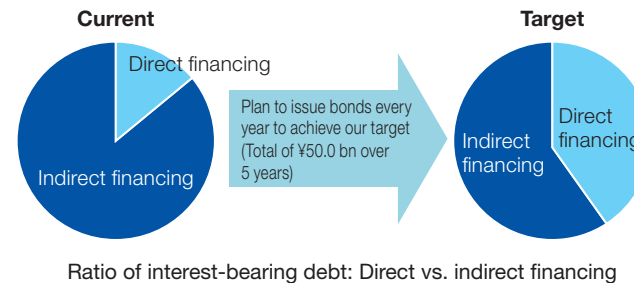 Current
Target
Direct financing
Indirect financing
Plan to issue bonds every
year to achieve our target
(Total of ¥50.0 bn over
5 years)
Indirect
financing
Direct
financing
Ratio of interest-bearing debt: Direct vs. indirect financing